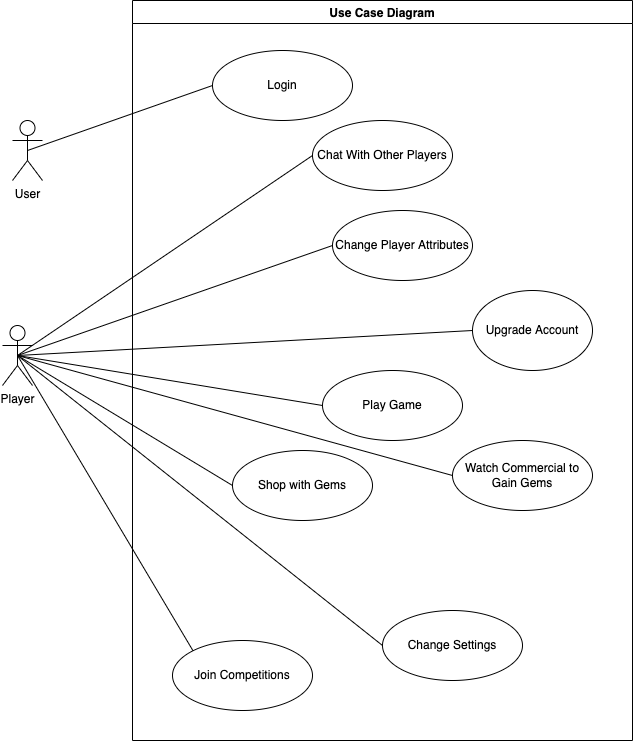 Use Case Diagram
Login
User
Chat With Other Players
Change Player Attributes
Upgrade Account
Player
Play Game
Watch Commercial to
Gain Gems
Shop with Gems
Change Settings
Join Competitions